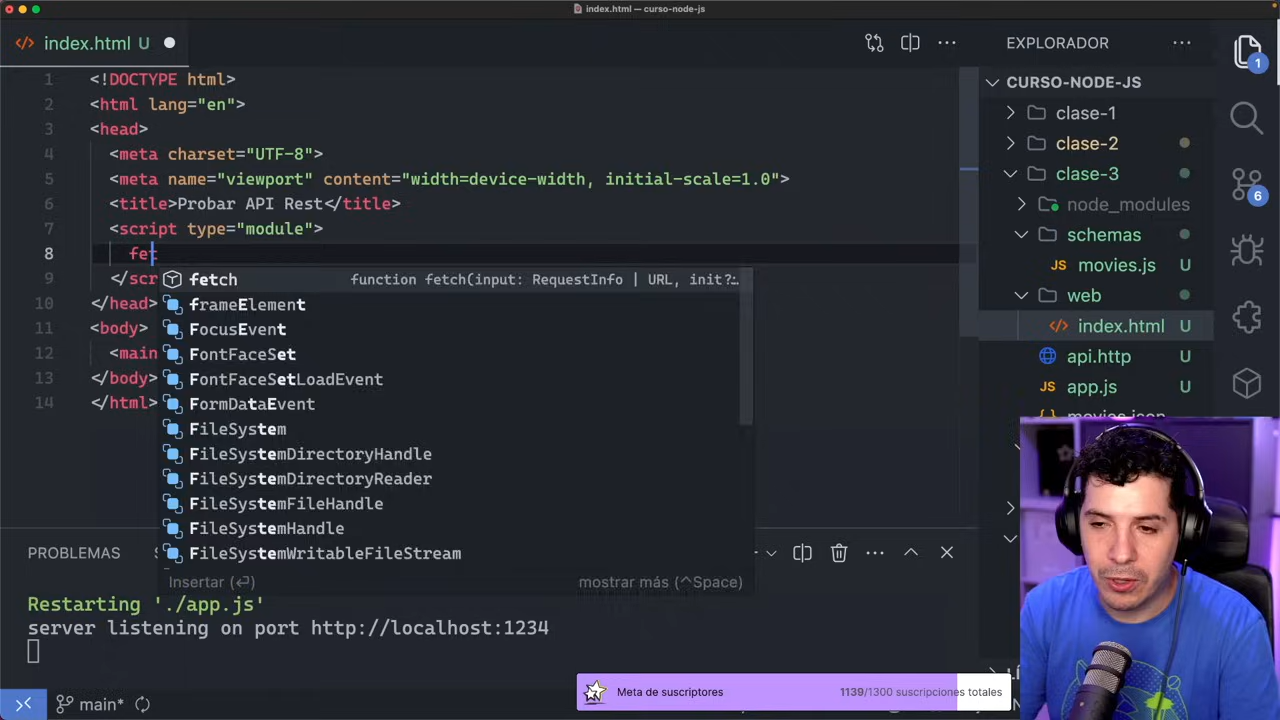 index.html — curso-node-js
index.html U
EXPLORADOR
1 <!DOCTYPE html>
2 <html lang="en">
3 <head>
4 <meta charset="UTF-8">
5 <meta name="viewport" content="width=device-width, initial-scale=1.0">
6 <title>Probar API Rest</title>
7 <script type="module">
8 fet
9 </scr
10 </head>
11 <body>
12 <main
13 </body>
14 </html>
fetch function fetch(input: RequestInfo | URL, init?:…
frameElement
FocusEvent
FontFaceSet
FontFaceSetLoadEvent
FormDataEvent
FileSystem
FileSystemDirectoryHandle
FileSystemDirectoryReader
FileSystemFileHandle
FileSystemHandle
FileSystemWritableFileStream
Insertar (⏎) mostrar más (^Space)
CURSO-NODE-JS
clase-1
clase-2
clase-3
node_modules
schemas
JS movies.js U
web
index.html U
api.http U
JS app.js U
movies.json
1
6
PROBLEMAS
Restarting './app.js'
server listening on port http://localhost:1234
Meta de suscriptores 1139/1300 suscripciones totales
main*